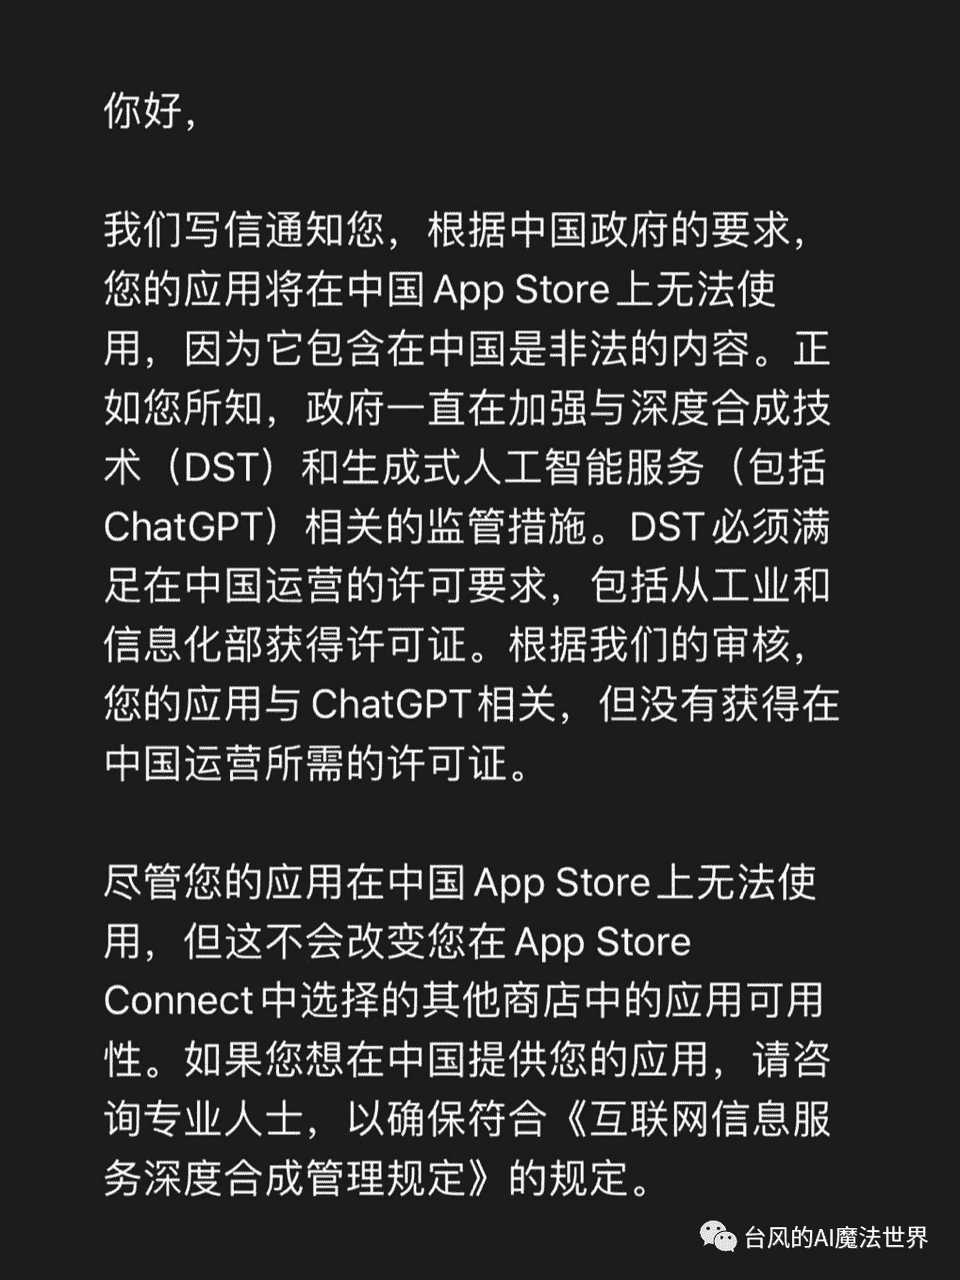 你好，
我们写信通知您，根据中国政府的要求，
您的应用将在中国 App Store 上无法使
用，因为它包含在中国是非法的内容。正
如您所知，政府一直在加强与深度合成技
术（DST）和生成式人工智能服务（包括
ChatGPT）相关的监管措施。DST 必须满
足在中国运营的许可要求，包括从工业和
信息化部获得许可证。根据我们的审核，
您的应用与 ChatGPT 相关，但没有获得在
中国运营所需的许可证。
尽管您的应用在中国 App Store 上无法使
用，但这不会改变您在 App Store
Connect 中选择的其他商店中的应用可用
性。如果您想在中国提供您的应用，请咨
询专业人士，以确保符合《互联网信息服
务深度合成管理规定》的规定。
台风的AI魔法世界